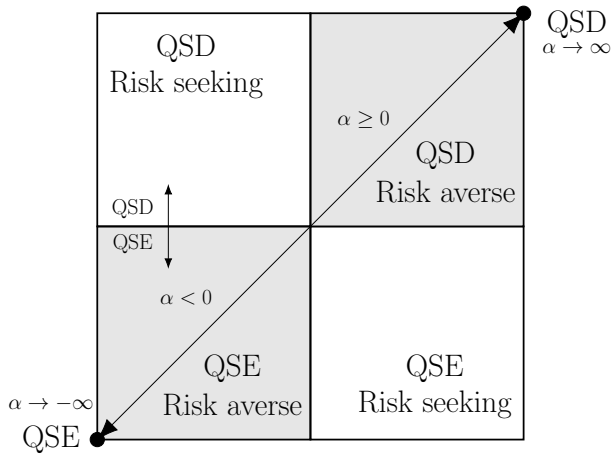 QSD
Risk seeking
QSD
α → ∞
α ≥ 0
QSD
Risk averse
QSD
QSE
α < 0
QSE
Risk averse
QSE
Risk seeking
α → −∞
QSE